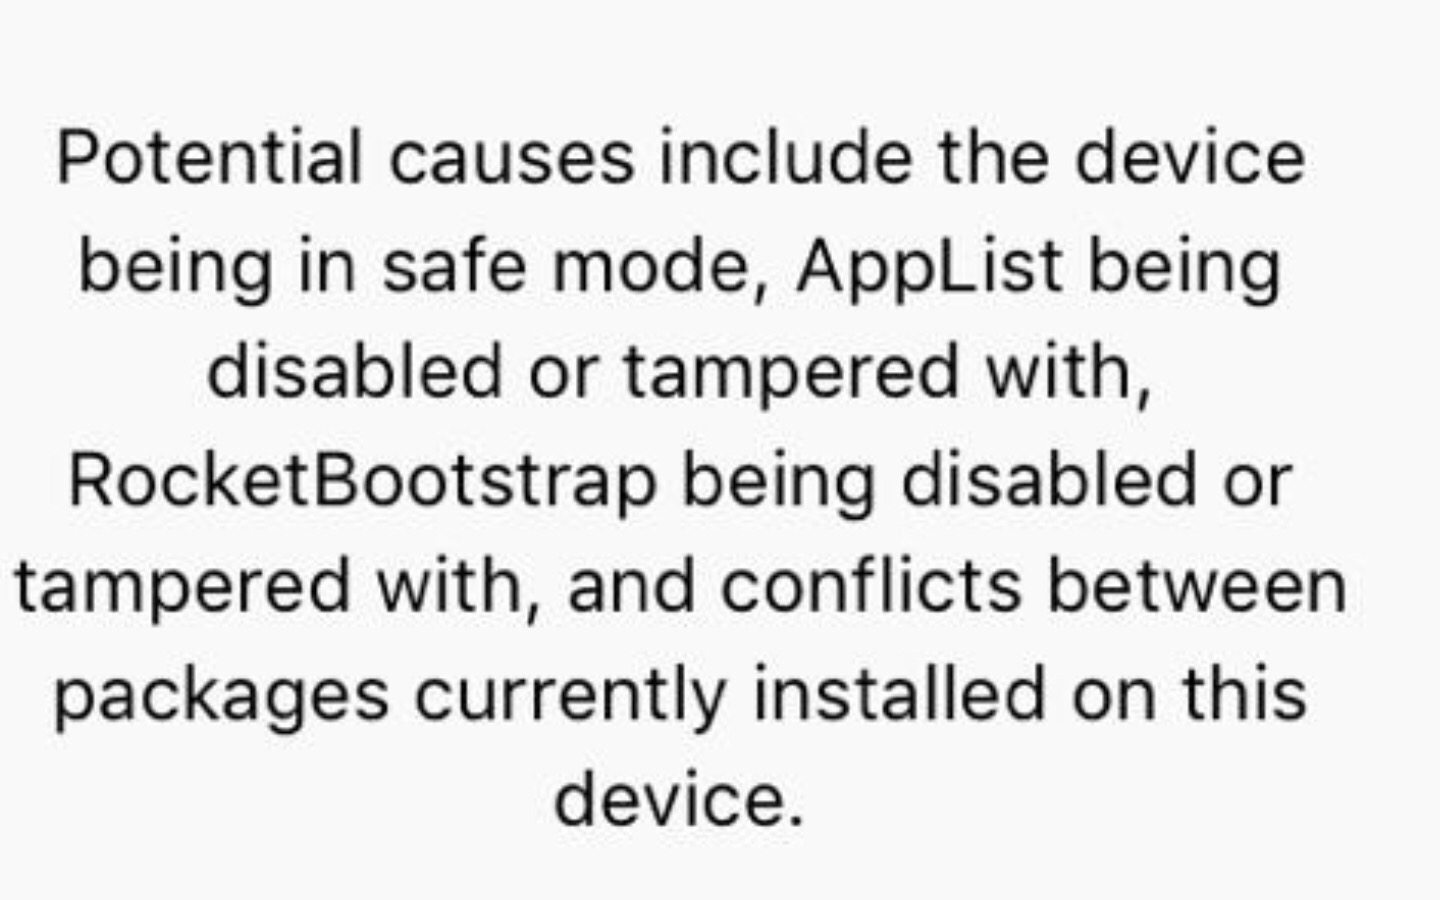 Potential causes include the device
being in safe mode, AppList being
disabled or tampered with,
RocketBootstrap being disabled or
tampered with, and conflicts between
packages currently installed on this
device.